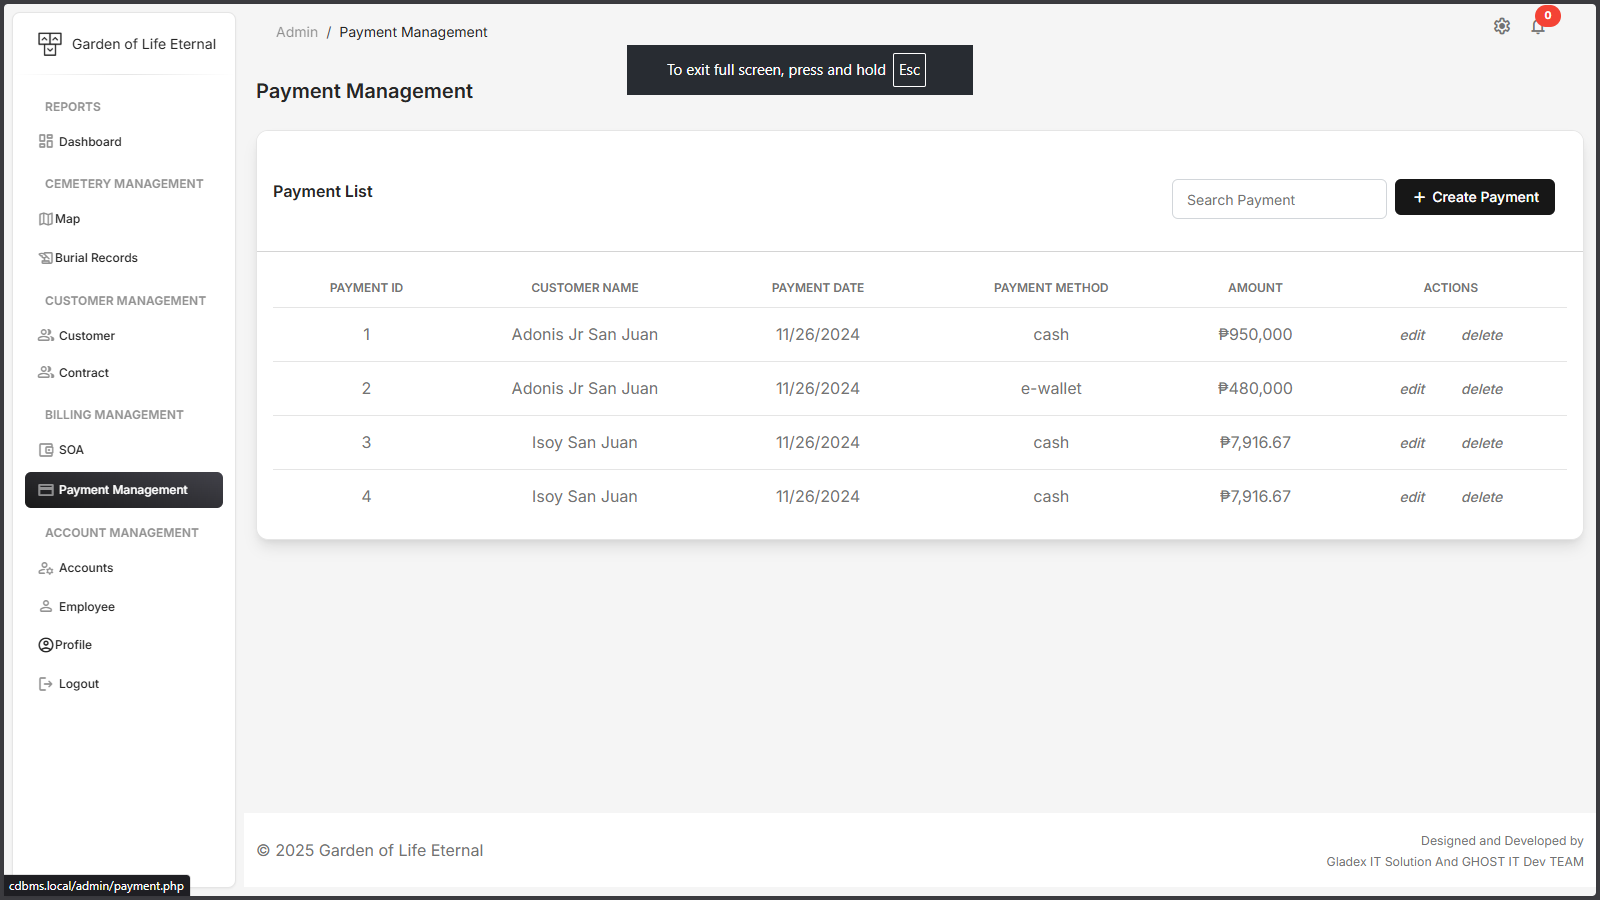 Garden of Life Eternal
REPORTS
Dashboard
CEMETERY MANAGEMENT
Map
Burial Records
CUSTOMER MANAGEMENT
Customer
Contract
BILLING MANAGEMENT
SOA
Payment Management
ACCOUNT MANAGEMENT
Accounts
Employee
Profile
Logout
cdbms.local/admin/payment.php
Admin / Payment Management
0
To exit full screen, press and hold Esc
Payment Management
Payment List
Search Payment
+ Create Payment
PAYMENT ID CUSTOMER NAME PAYMENT DATE PAYMENT METHOD AMOUNT ACTIONS
1 Adonis Jr San Juan 11/26/2024 cash ₱950,000 edit delete
2 Adonis Jr San Juan 11/26/2024 e-wallet ₱480,000 edit delete
3 Isoy San Juan 11/26/2024 cash ₱7,916.67 edit delete
4 Isoy San Juan 11/26/2024 cash ₱7,916.67 edit delete
© 2025 Garden of Life Eternal
Designed and Developed by
Gladex IT Solution And GHOST IT Dev TEAM